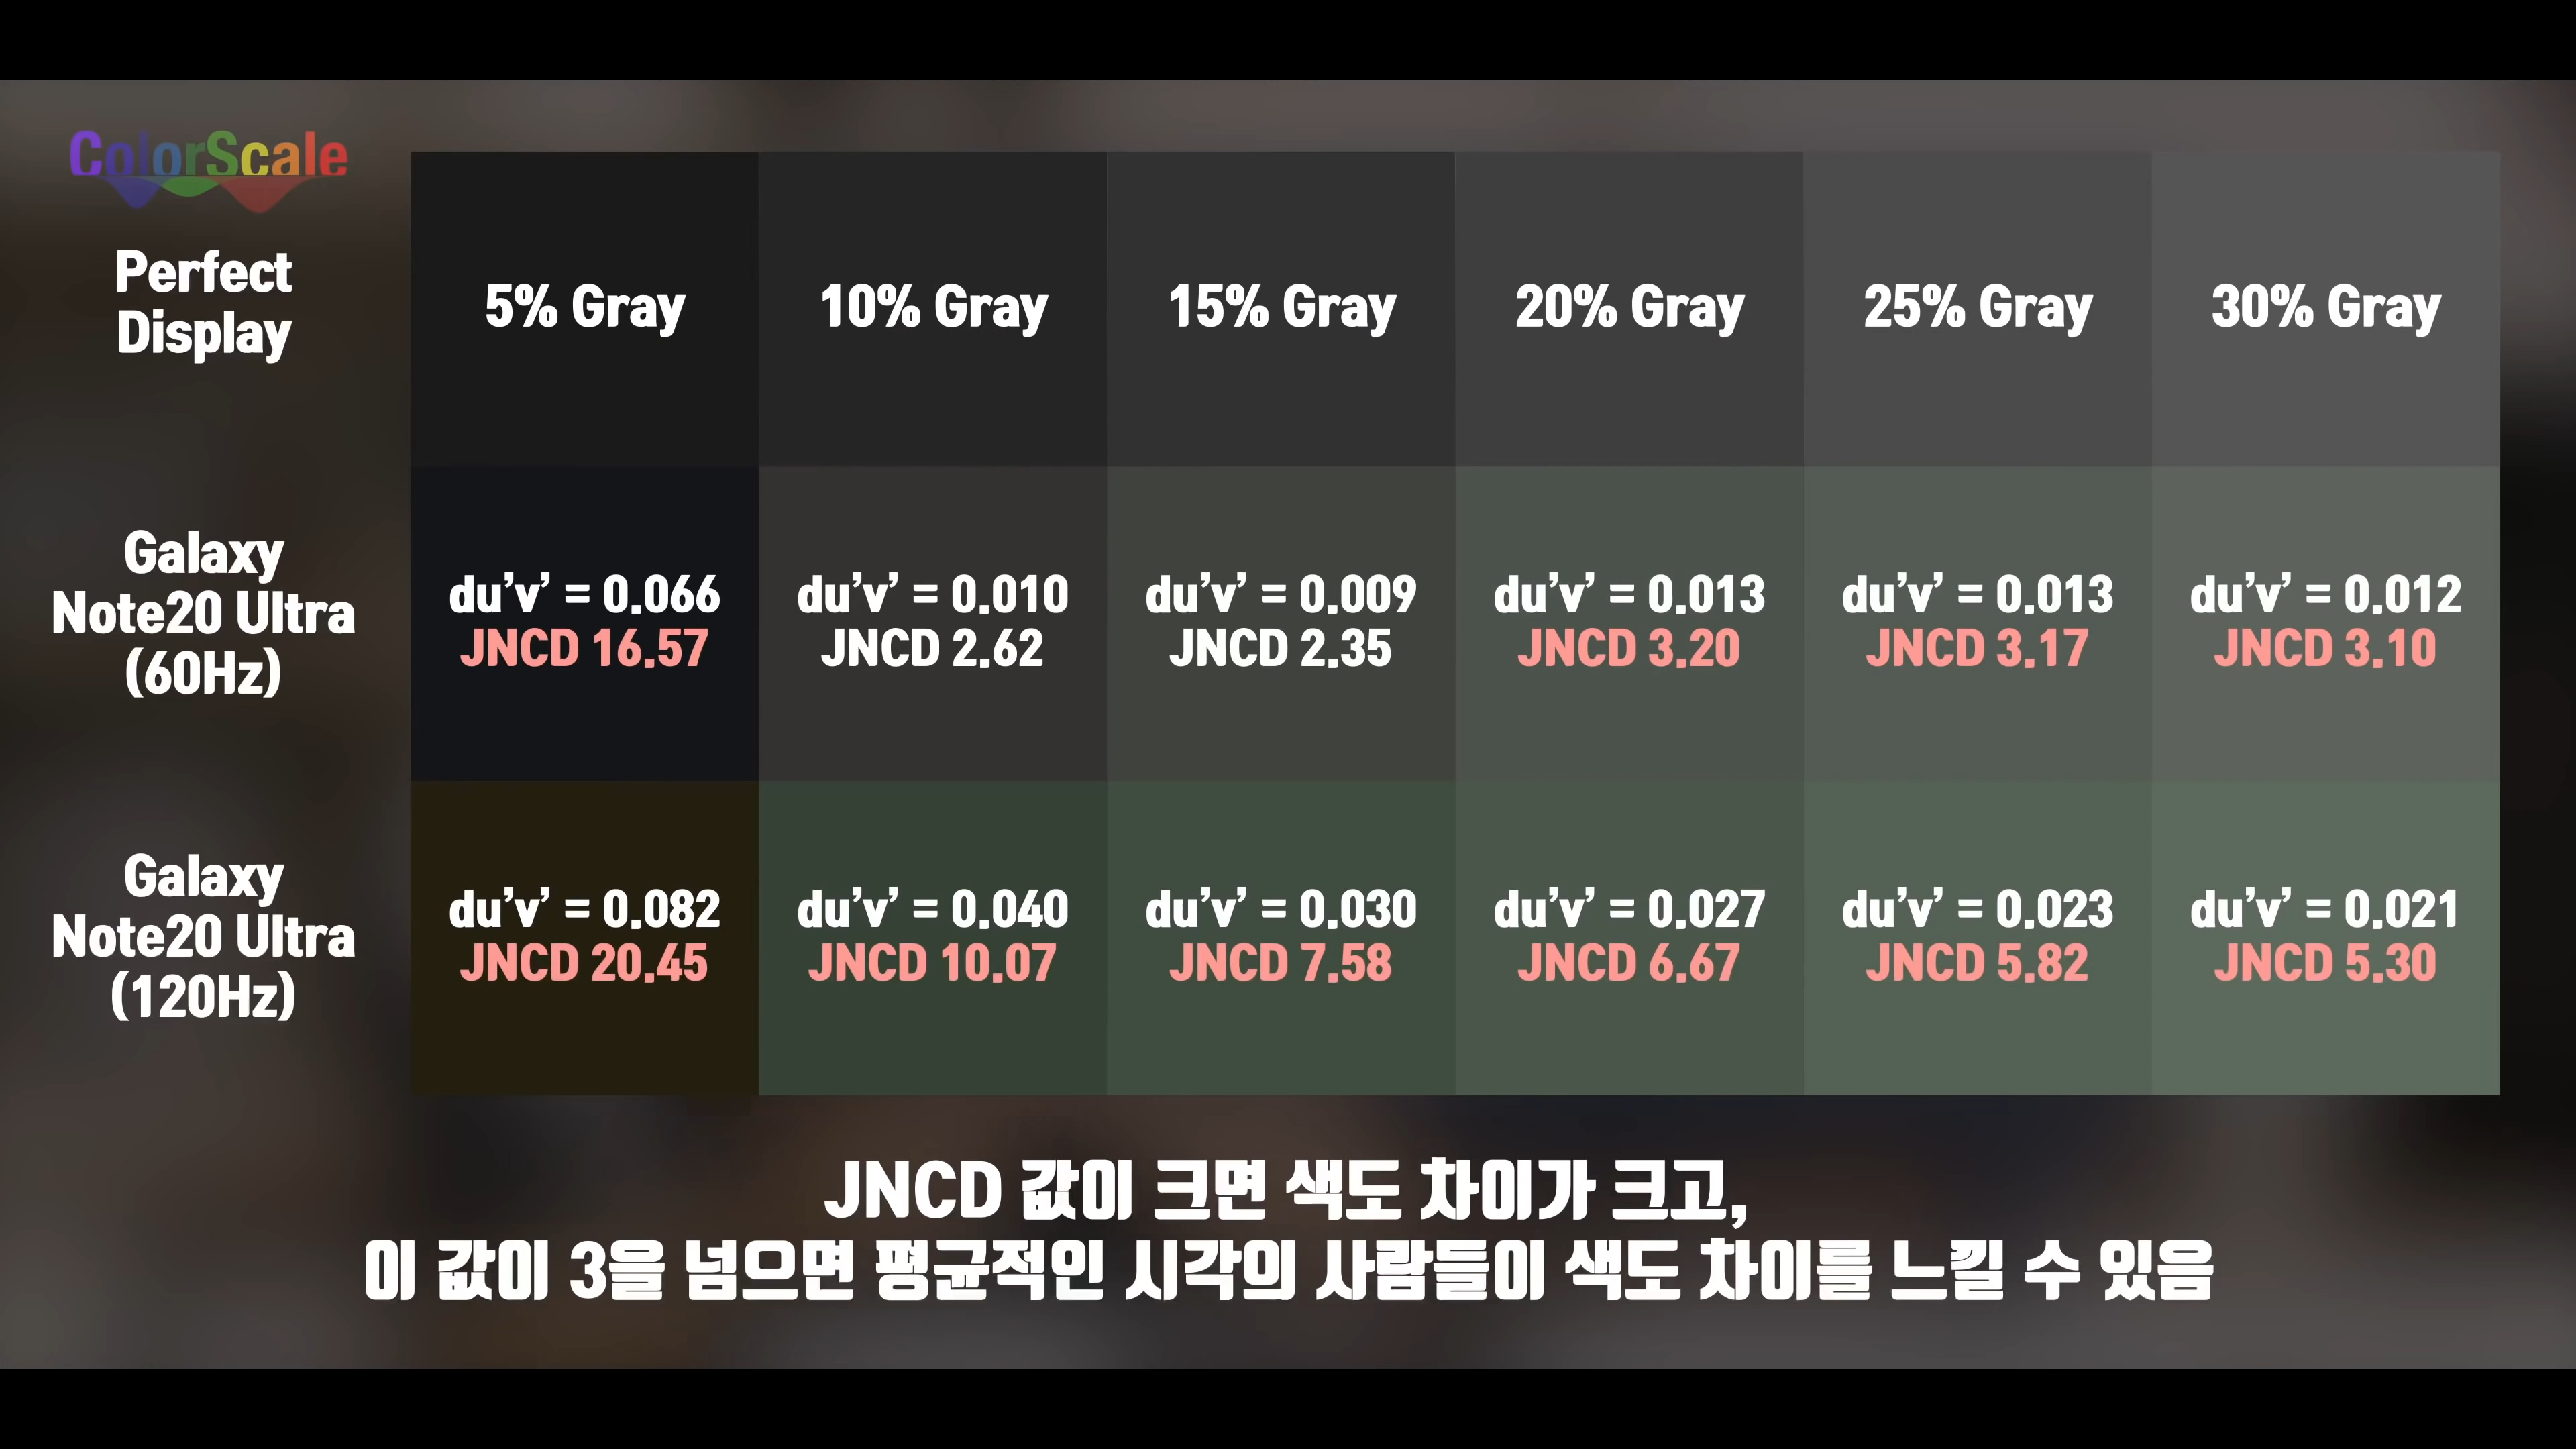 ColorScale
Perfect
Display
5% Gray
10% Gray
15% Gray
20% Gray
25% Gray
30% Gray
Galaxy
Note20 Ultra
(60Hz)
du’v’ = 0.066
JNCD 16.57
du’v’ = 0.010
JNCD 2.62
du’v’ = 0.009
JNCD 2.35
du’v’ = 0.013
JNCD 3.20
du’v’ = 0.013
JNCD 3.17
du’v’ = 0.012
JNCD 3.10
Galaxy
Note20 Ultra
(120Hz)
du’v’ = 0.082
JNCD 20.45
du’v’ = 0.040
JNCD 10.07
du’v’ = 0.030
JNCD 7.58
du’v’ = 0.027
JNCD 6.67
du’v’ = 0.023
JNCD 5.82
du’v’ = 0.021
JNCD 5.30
JNCD 값이 크면 색도 차이가 크고,
이 값이 3을 넘으면 평균적인 시각의 사람들이 색도 차이를 느낄 수 있음